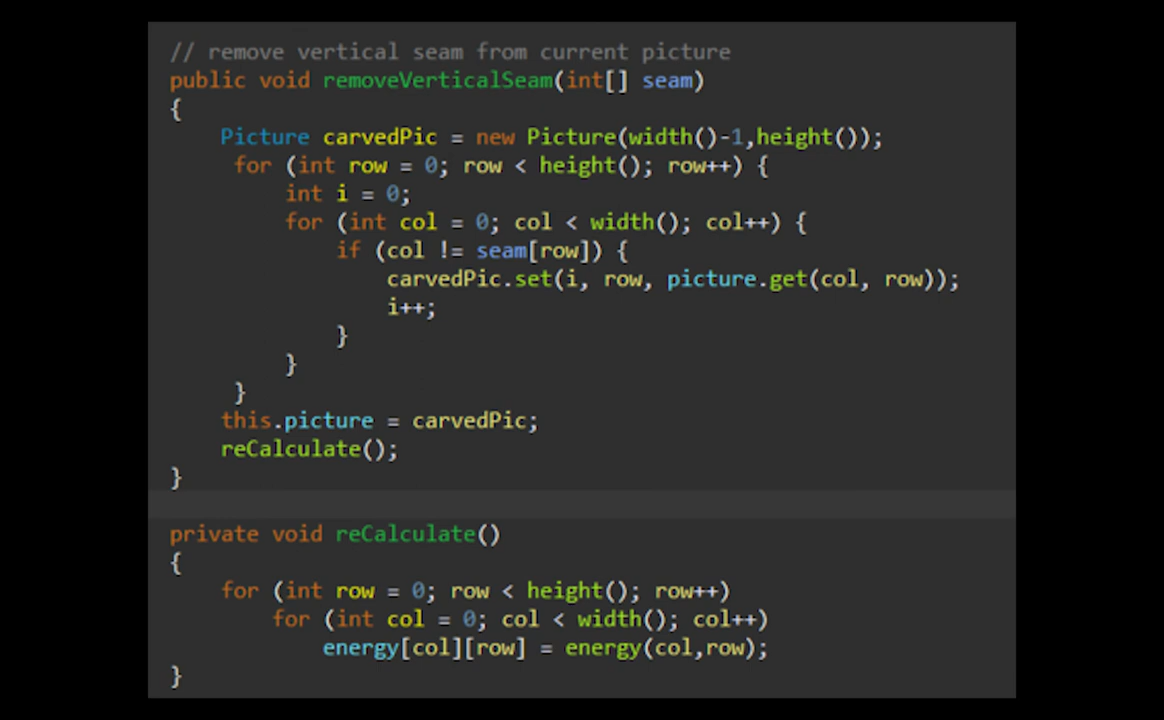 // remove vertical seam from current picture
public void removeVerticalSeam(int[] seam)
{
    Picture carvedPic = new Picture(width()-1,height());
     for (int row = 0; row < height(); row++) {
         int i = 0;
         for (int col = 0; col < width(); col++) {
             if (col != seam[row]) {
                 carvedPic.set(i, row, picture.get(col, row));
                 i++;
             }
         }
     }
    this.picture = carvedPic;
    reCalculate();
}

private void reCalculate()
{
    for (int row = 0; row < height(); row++)
        for (int col = 0; col < width(); col++)
            energy[col][row] = energy(col,row);
}